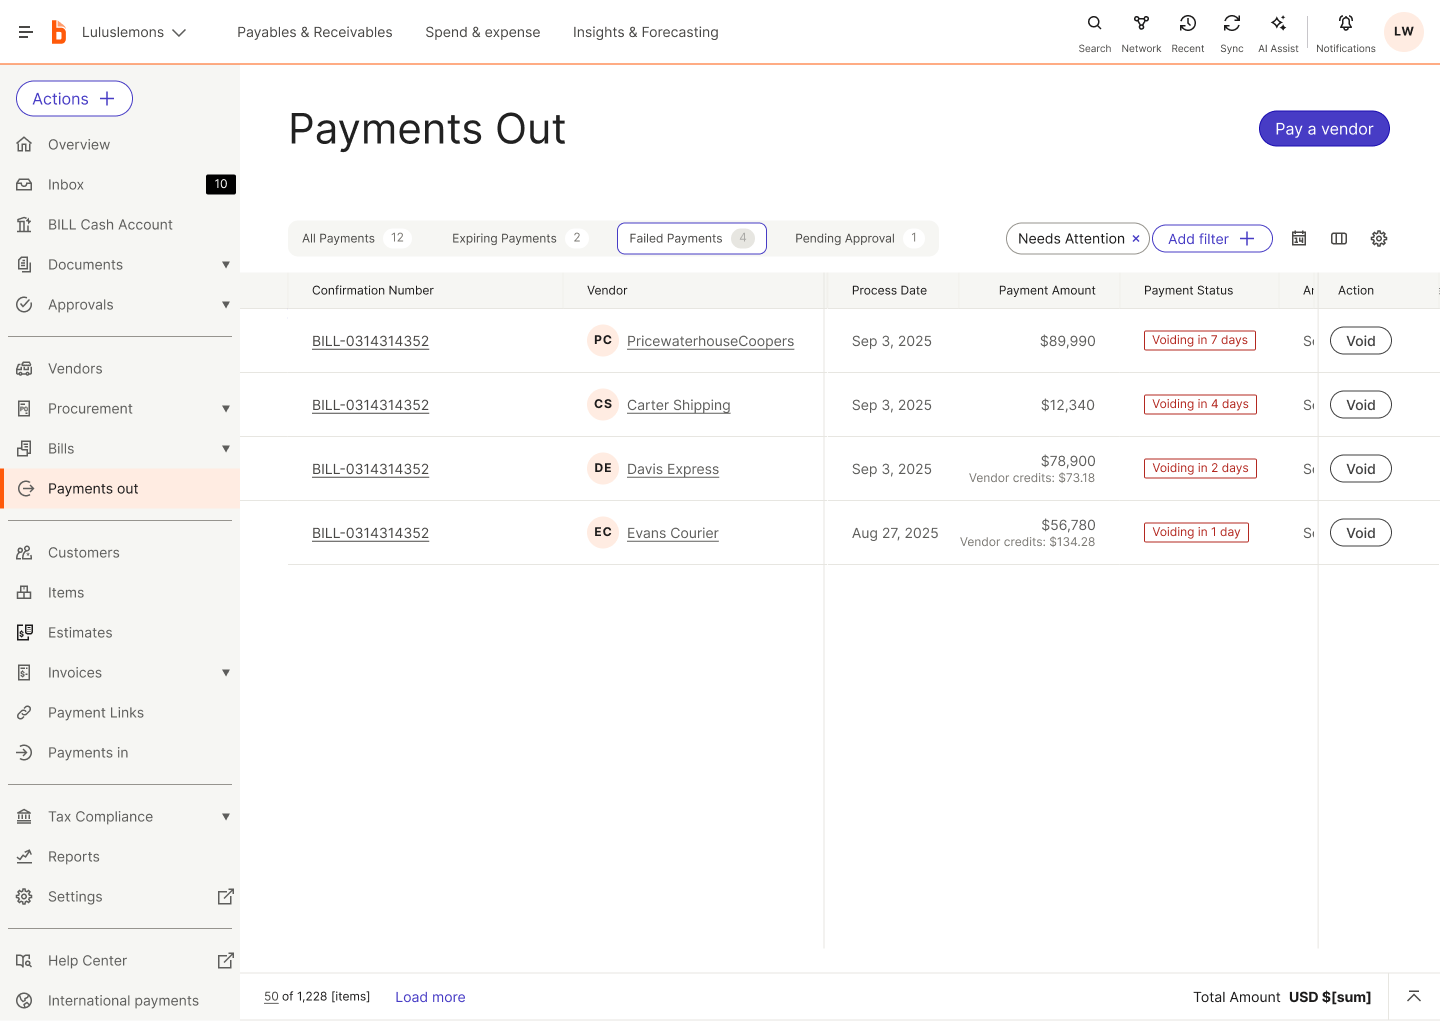 Luluslemons
Payables & Receivables
Spend & expense
Insights & Forecasting
Search
Network
Recent
Sync
AI Assist
Notifications
LW
Actions
Overview
Inbox
10
BILL Cash Account
Documents
Approvals
Vendors
Procurement
Bills
Payments out
Customers
Items
Estimates
Invoices
Payment Links
Payments in
Tax Compliance
Reports
Settings
Help Center
International payments
Payments Out
Pay a vendor
All Payments 12
Expiring Payments 2
Failed Payments 4
Pending Approval 1
Needs Attention ×
Add filter
Confirmation Number Vendor Process Date Payment Amount Payment Status Action
BILL-0314314352 PC PricewaterhouseCoopers Sep 3, 2025 $89,990 Voiding in 7 days Void
BILL-0314314352 CS Carter Shipping Sep 3, 2025 $12,340 Voiding in 4 days Void
BILL-0314314352 DE Davis Express Sep 3, 2025 $78,900 Voiding in 2 days Void
Vendor credits: $73.18
BILL-0314314352 EC Evans Courier Aug 27, 2025 $56,780 Voiding in 1 day Void
Vendor credits: $134.28
50 of 1,228 [items] Load more
Total Amount USD $[sum]